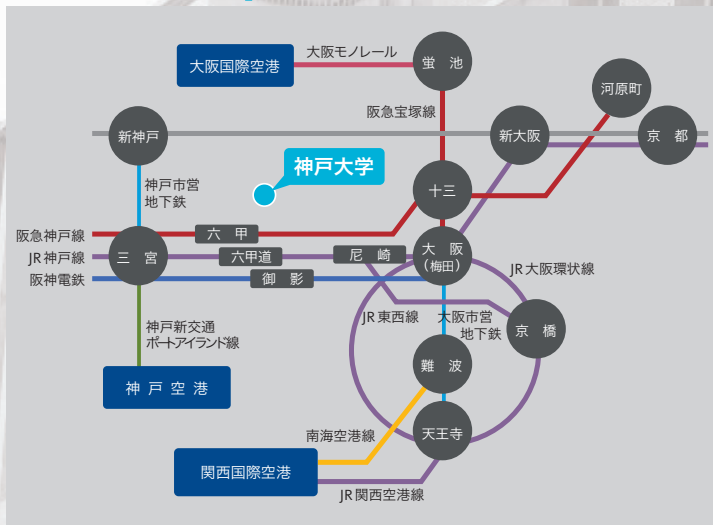 大阪国際空港
大阪モノレール
蛍池
河原町
阪急宝塚線
新神戸
新大阪
京都
神戸大学
神戸市営
地下鉄
十三
阪急神戸線
六甲
JR神戸線
三宮
六甲道
尼崎
大阪
(梅田)
JR大阪環状線
阪神電鉄
御影
JR東西線
大阪市営
地下鉄
京橋
神戸新交通
ポートアイランド線
難波
神戸空港
天王寺
南海空港線
関西国際空港
JR関西空港線